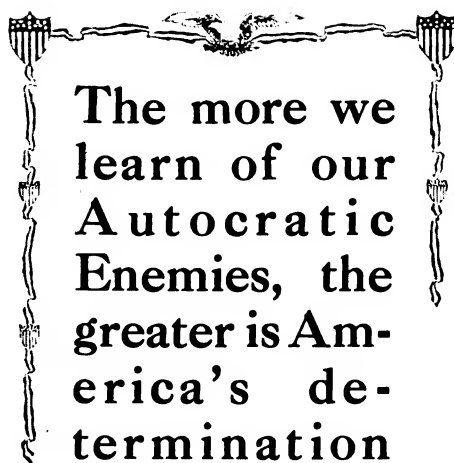 The more we
learn of our
Autocratic
Enemies, the
greater is Am-
erica's de-
termination